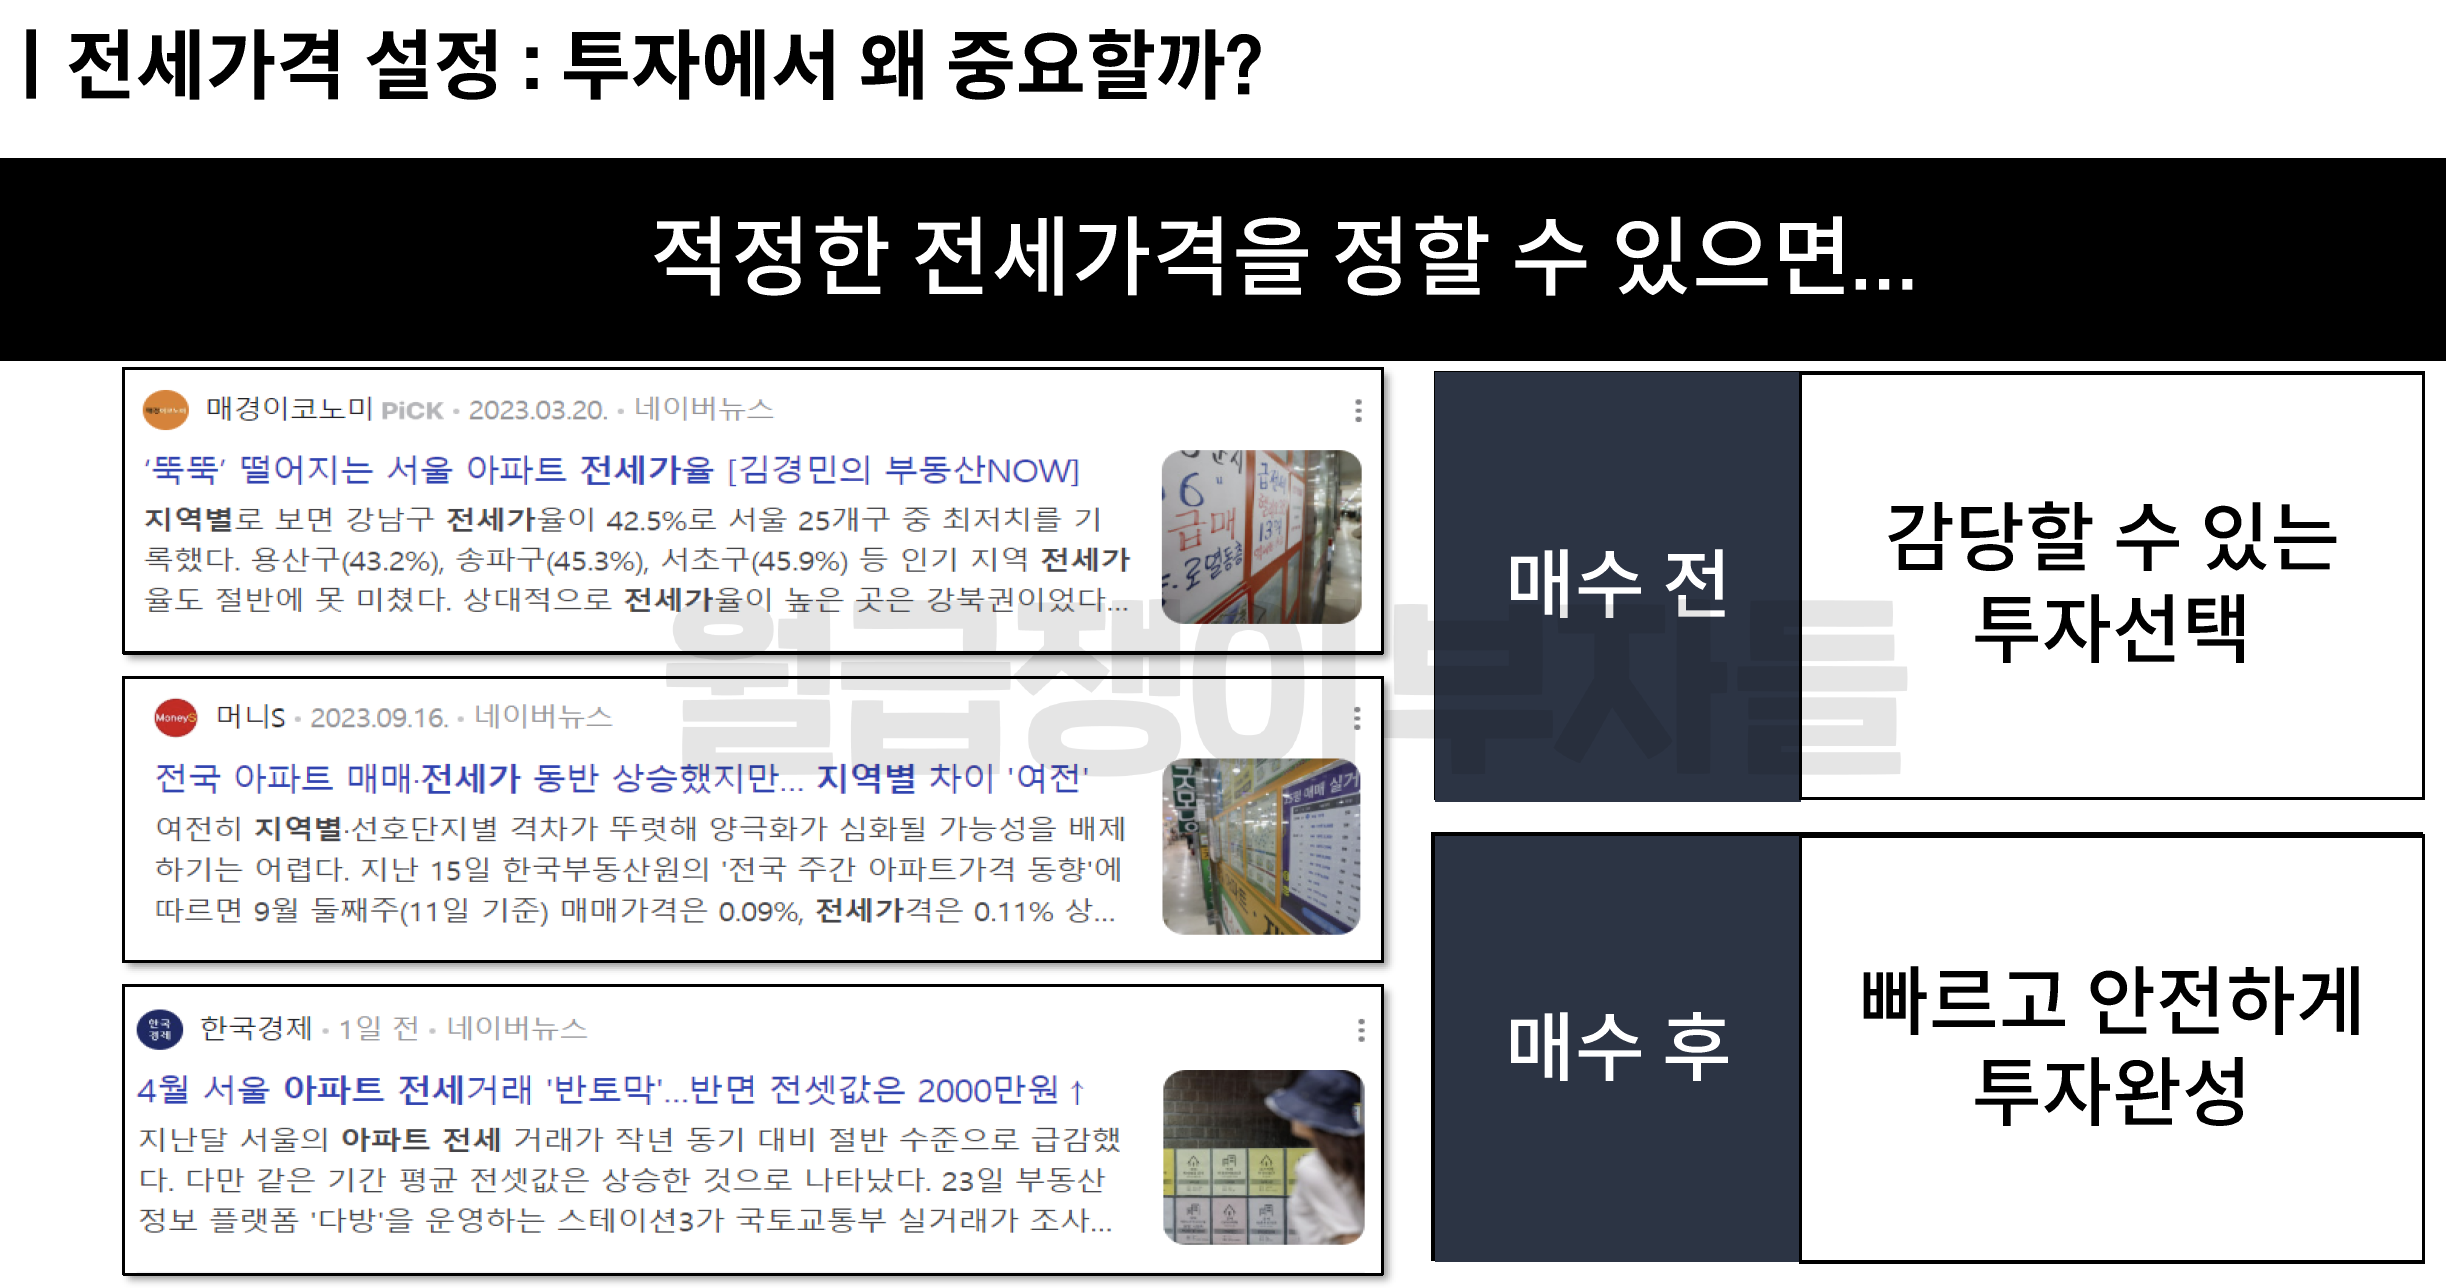 | 전세가격 설정 : 투자에서 왜 중요할까?
적정한 전세가격을 정할 수 있으면...
매경이코노미 PiCK • 2023.03.20. • 네이버뉴스
‘뚝뚝’ 떨어지는 서울 아파트 전세가율 [김경민의 부동산NOW]
지역별로 보면 강남구 전세가율이 42.5%로 서울 25개구 중 최저치를 기
록했다. 용산구(43.2%), 송파구(45.3%), 서초구(45.9%) 등 인기 지역 전세가
율도 절반에 못 미쳤다. 상대적으로 전세가율이 높은 곳은 강북권이었다...
6
급매
로열동층
머니S • 2023.09.16. • 네이버뉴스
MoneyS
전국 아파트 매매·전세가 동반 상승했지만... 지역별 차이 '여전'
여전히 지역별·선호단지별 격차가 뚜렷해 양극화가 심화될 가능성을 배제
하기는 어렵다. 지난 15일 한국부동산원의 '전국 주간 아파트가격 동향'에
따르면 9월 둘째주(11일 기준) 매매가격은 0.09%, 전세가격은 0.11% 상...
매매 실거
한국경제 • 1일 전 • 네이버뉴스
한국
경제
4월 서울 아파트 전세거래 '반토막'...반면 전셋값은 2000만원↑
지난달 서울의 아파트 전세 거래가 작년 동기 대비 절반 수준으로 급감했
다. 다만 같은 기간 평균 전셋값은 상승한 것으로 나타났다. 23일 부동산
정보 플랫폼 '다방'을 운영하는 스테이션3가 국토교통부 실거래가 조사...
매수 전
감당할 수 있는
투자선택
매수 후
빠르고 안전하게
투자완성
월급쟁이부자들